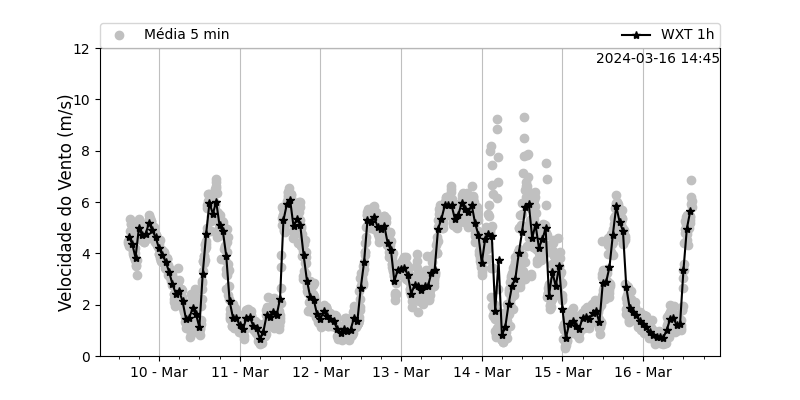 Média 5 min
WXT 1h
2024-03-16 14:45
Velocidade do Vento (m/s)
12
10
8
6
4
2
0
10 - Mar 11 - Mar 12 - Mar 13 - Mar 14 - Mar 15 - Mar 16 - Mar